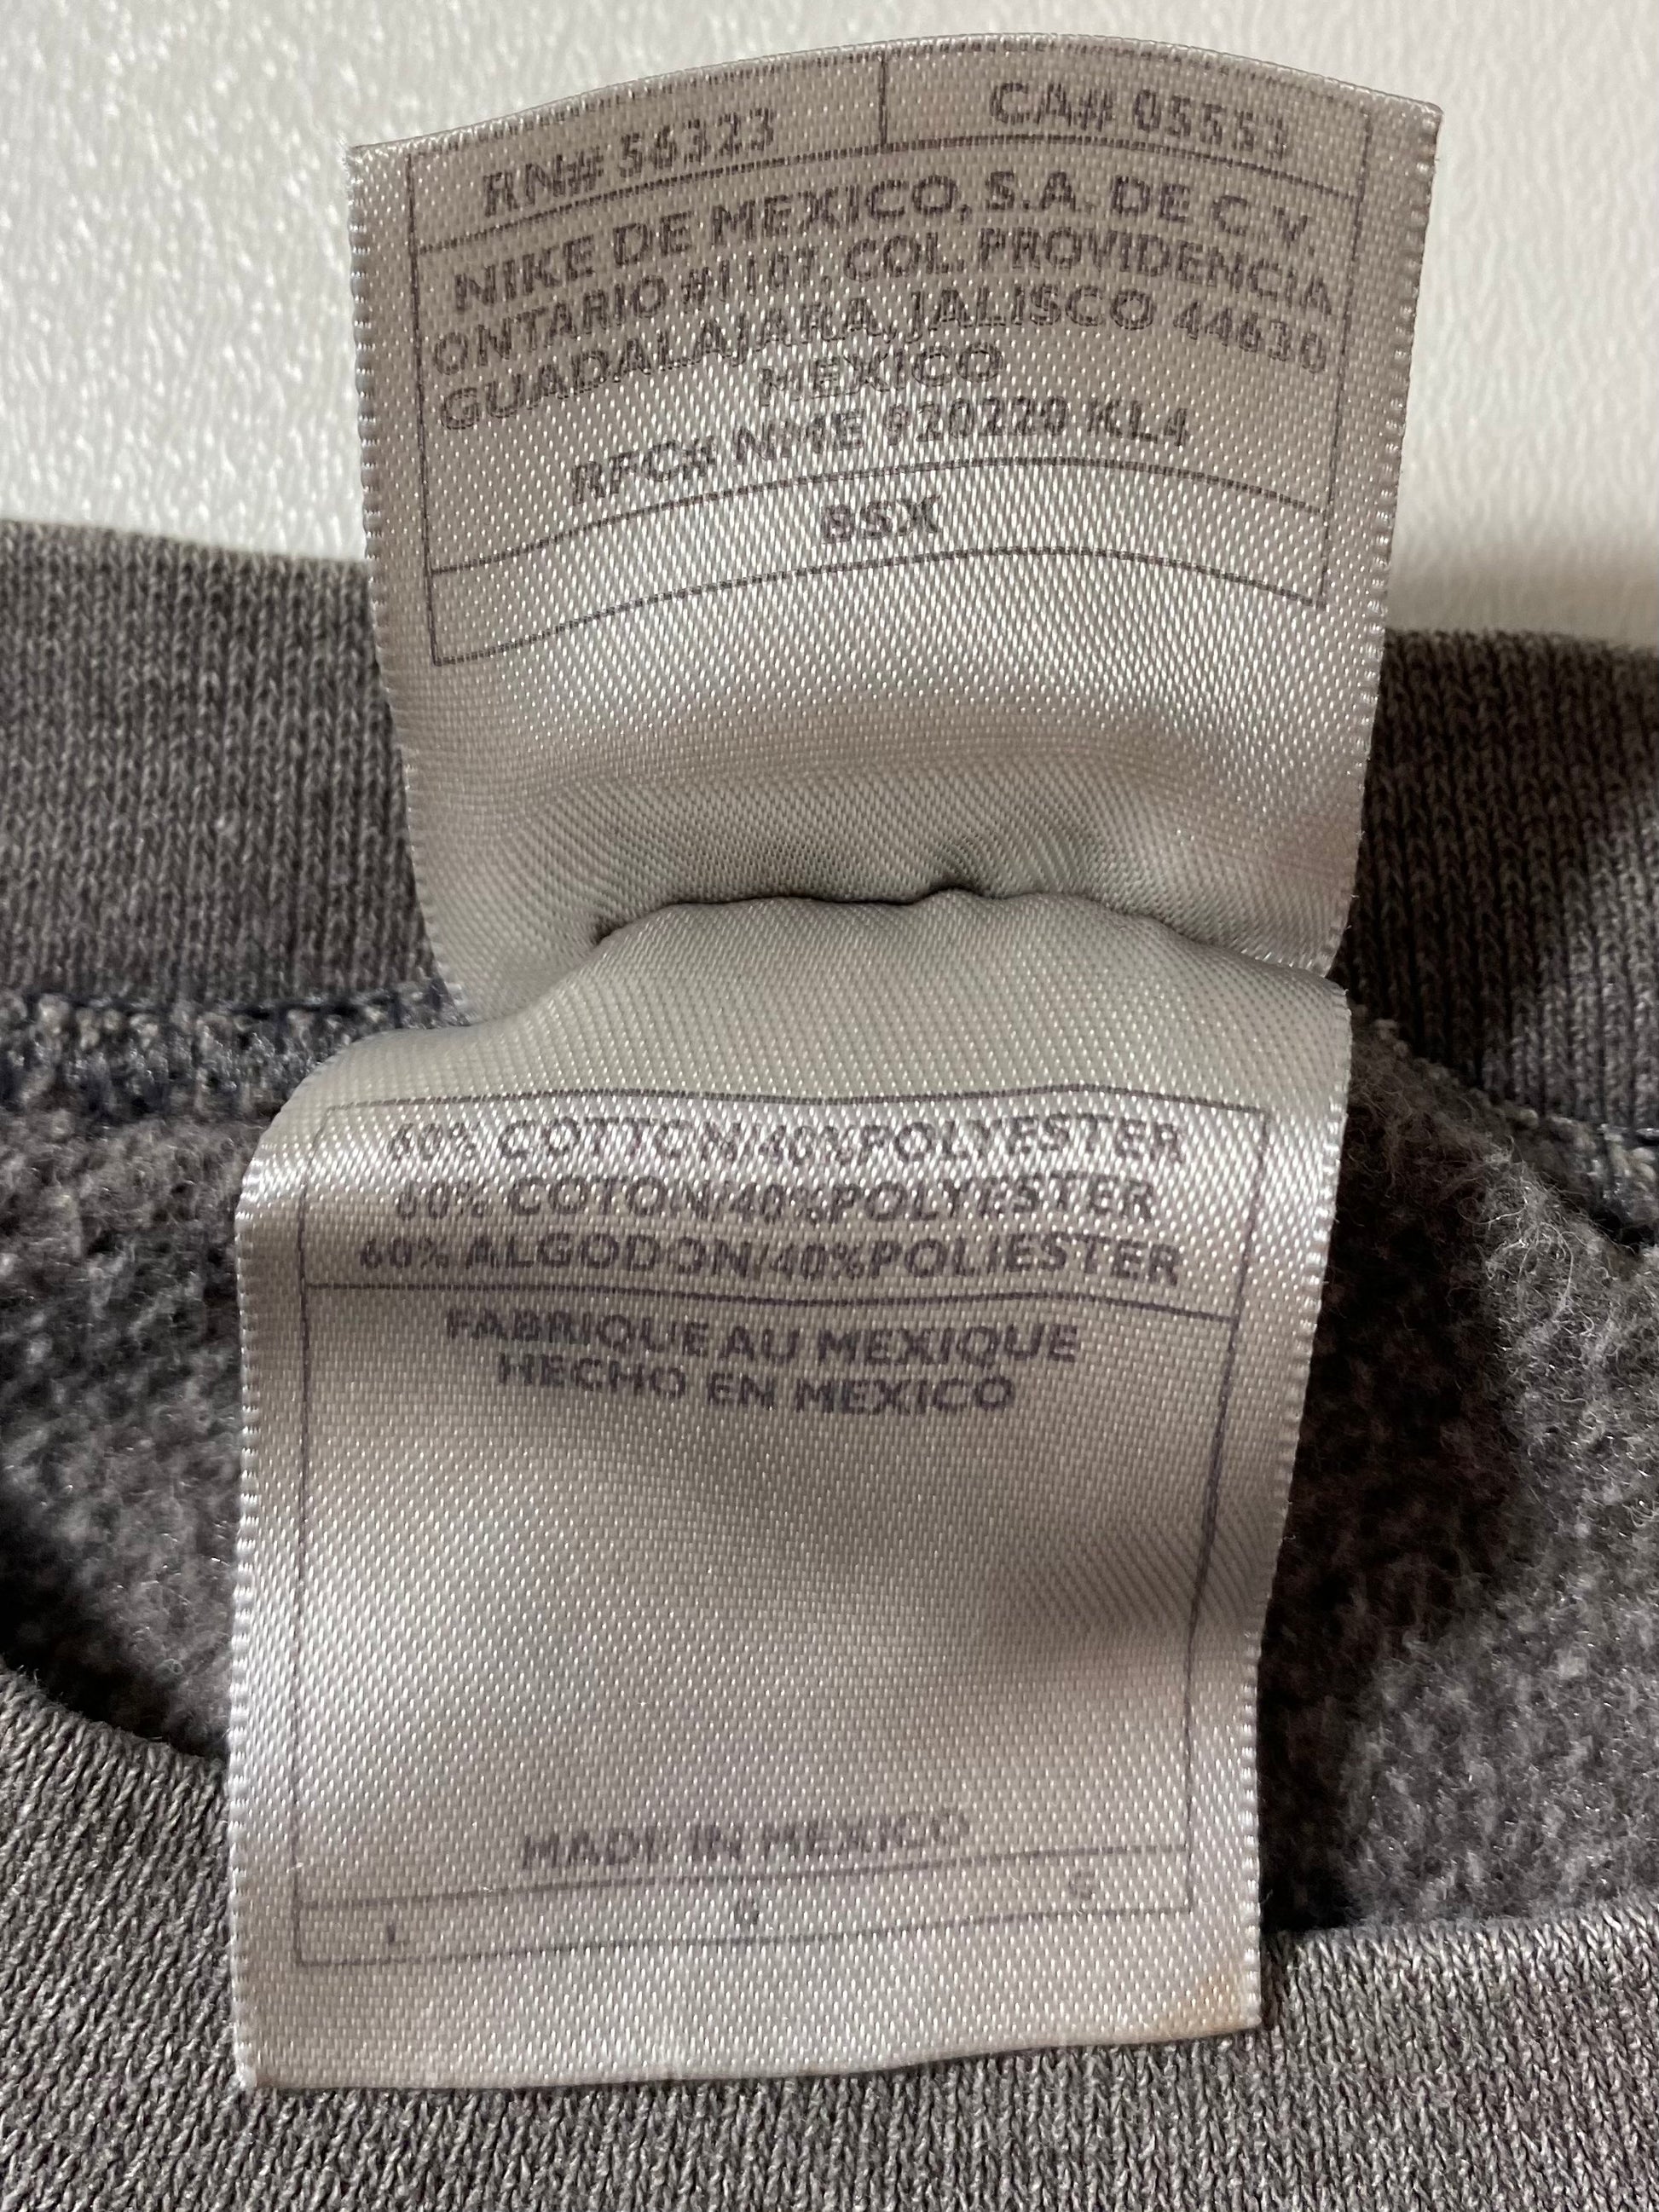 RN# 56323 CA# 05553
NIKE DE MEXICO, S.A. DE C.V.
ONTARIO #1107, COL. PROVIDENCIA
GUADALAJARA, JALISCO 44630
MEXICO
RFC# NME 920220 KL4
BSX
60% COTTON/40%POLYESTER
60% COTON/40%POLYESTER
60% ALGODON/40%POLIESTER
FABRIQUE AU MEXIQUE
HECHO EN MEXICO
MADE IN MEXICO